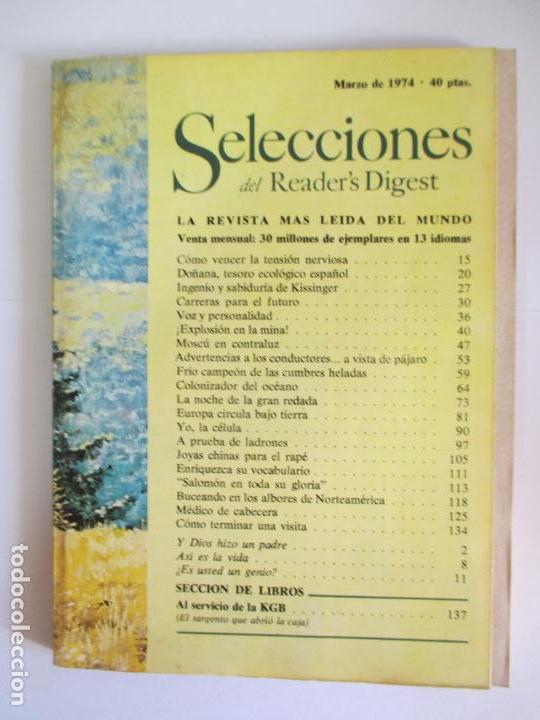 Marzo de 1974 · 40 ptas.
Selecciones
del Reader's Digest
LA REVISTA MAS LEIDA DEL MUNDO
Venta mensual: 30 millones de ejemplares en 13 idiomas
Cómo vencer la tensión nerviosa . . . . . . . . . . . 15
Doñana, tesoro ecológico español . . . . . . . . . . . 20
Ingenio y sabiduría de Kissinger . . . . . . . . . . . 27
Carreras para el futuro . . . . . . . . . . . 30
Voz y personalidad . . . . . . . . . . . 36
¡Explosión en la mina! . . . . . . . . . . . 40
Moscú en contraluz . . . . . . . . . . . 47
Advertencias a los conductores... a vista de pájaro . 53
Frío campeón de las cumbres heladas . . . . . . . . 59
Colonizador del océano . . . . . . . . . . . 64
La noche de la gran redada . . . . . . . . . . . 73
Europa circula bajo tierra . . . . . . . . . . . 81
Yo, la célula . . . . . . . . . . . 90
A prueba de ladrones . . . . . . . . . . . 97
Joyas chinas para el rapé . . . . . . . . . . . 105
Enriquezca su vocabulario . . . . . . . . . . . 111
"Salomón en toda su gloria" . . . . . . . . . . . 113
Buceando en los albores de Norteamérica . . . . . . 118
Médico de cabecera . . . . . . . . . . . 125
Cómo terminar una visita . . . . . . . . . . . 134
Y Dios hizo un padre . . . . . . . . . . . 2
Así es la vida . . . . . . . . . . . 8
¿Es usted un genio? . . . . . . . . . . . 11
SECCION DE LIBROS
Al servicio de la KGB . . . . . . . . . . . 137
(El sargento que abrió la caja)
todocoleccion